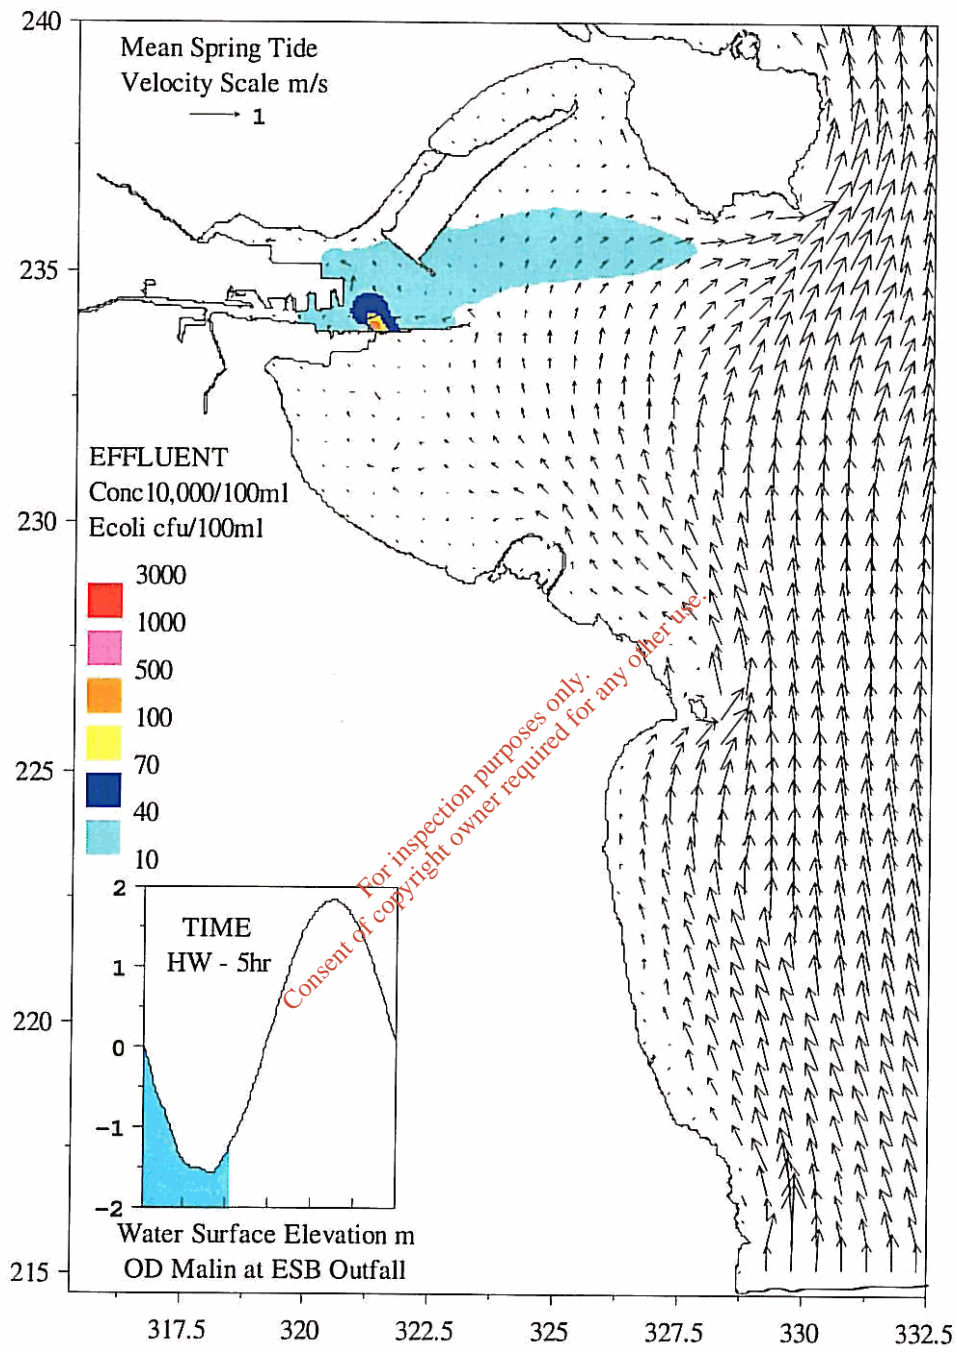 240
Mean Spring Tide
Velocity Scale m/s
1
235
EFFLUENT
Conc10,000/100ml
Ecoli cfu/100ml
230
3000
1000
500
100
70
40
10
225
220
215
2
1
0
-1
-2
TIME
HW - 5hr
Water Surface Elevation m
OD Malin at ESB Outfall
317.5
320
322.5
325
327.5
330
332.5
For inspection purposes only.
Consent of copyright owner required for any other use.